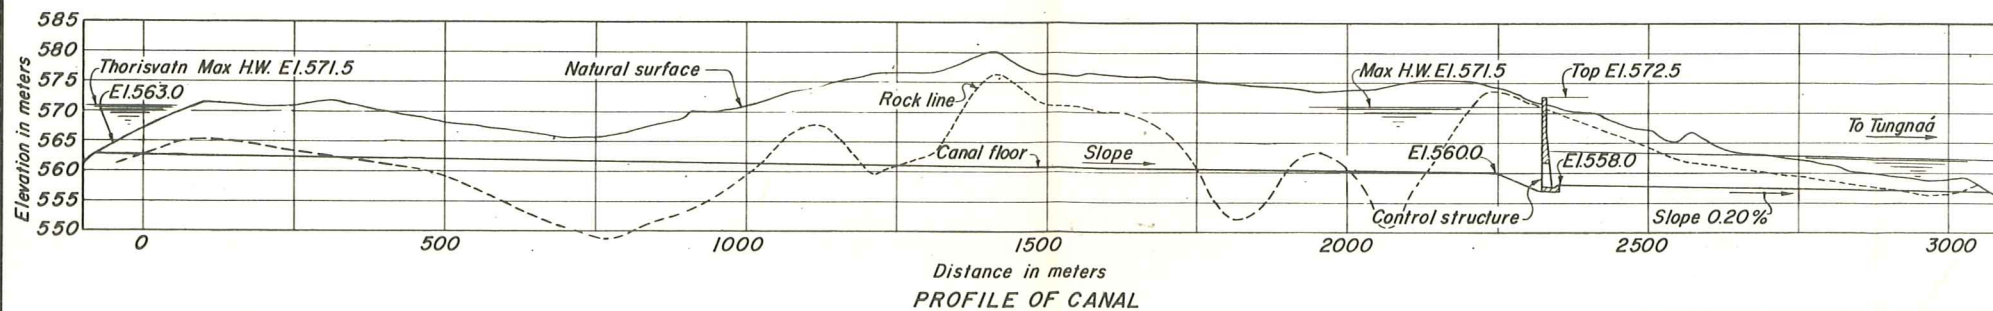 585
580
575
570
565
560
555
550
Elevation in meters
Thorisvatn Max H.W. El.571.5
El.563.0
Natural surface
Rock line
Canal floor
Slope
Max H.W. El.571.5
Top El.572.5
El.560.0
El.558.0
Control structure
To Tungnaá
Slope 0.20%
0 500 1000 1500 2000 2500 3000
Distance in meters
PROFILE OF CANAL